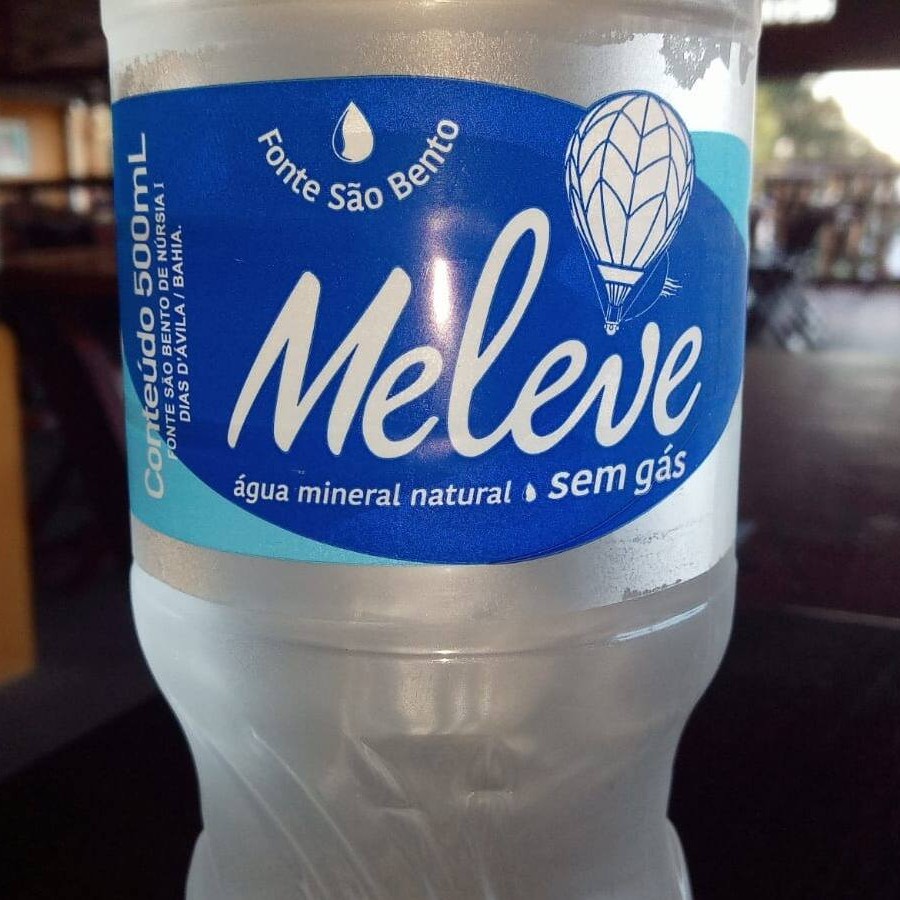 Fonte São Bento
Meleve
água mineral natural sem gás
Conteúdo 500mL
FONTE SÃO BENTO DE NÚRSIA I
DIAS D'ÁVILA / BAHIA.